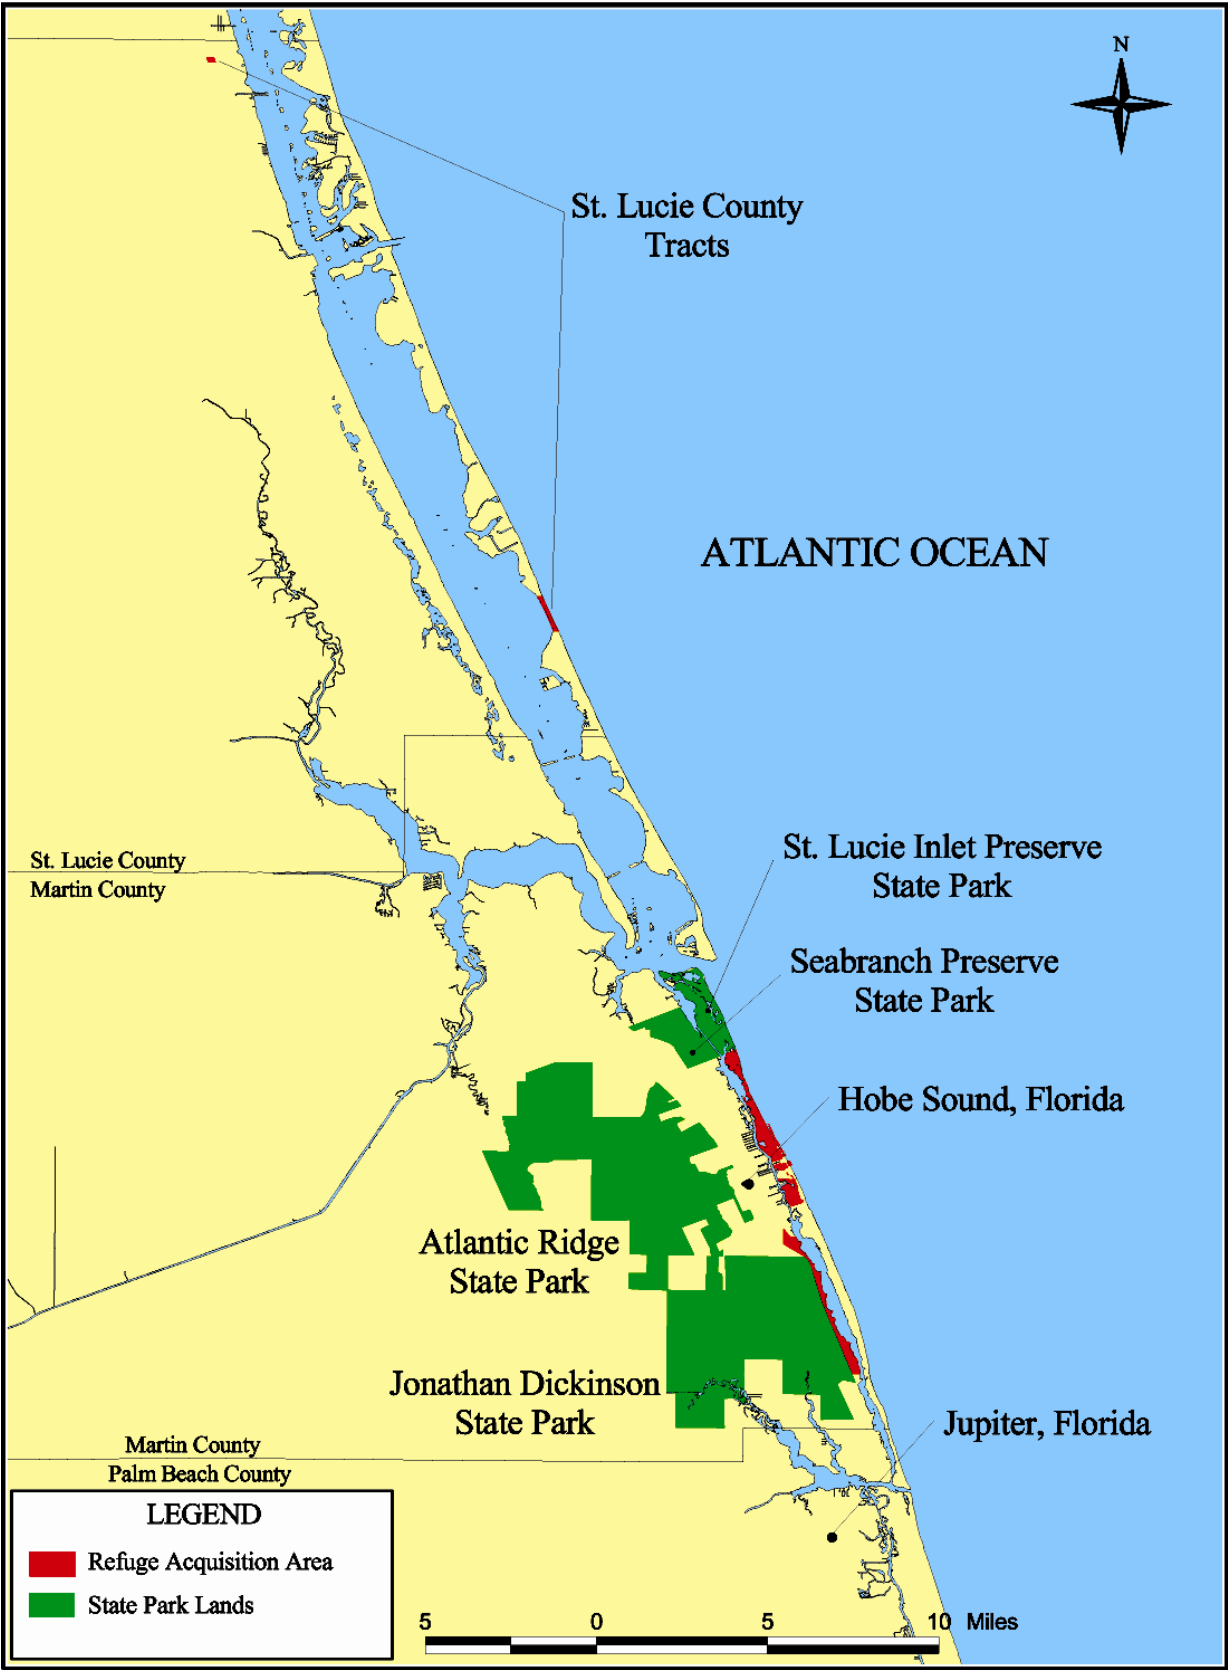 N
St. Lucie County
Tracts
ATLANTIC OCEAN
St. Lucie Inlet Preserve
State Park
St. Lucie County
Martin County
Seabranch Preserve
State Park
Hobe Sound, Florida
Atlantic Ridge
State Park
Jonathan Dickinson
State Park
Jupiter, Florida
Martin County
Palm Beach County
LEGEND
Refuge Acquisition Area
State Park Lands
5 0 5 10 Miles